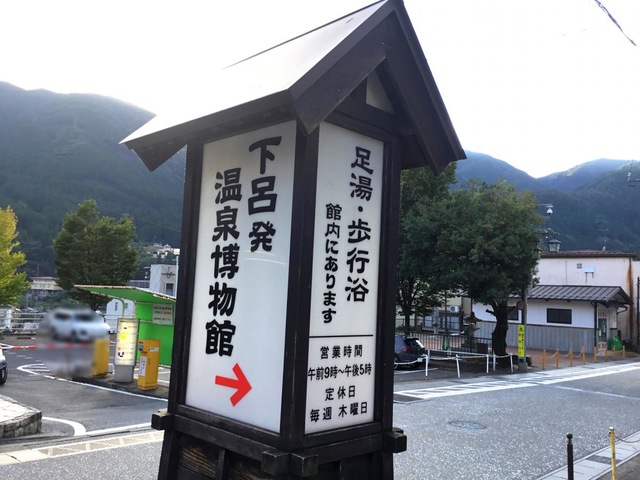 下呂発
温泉博物館
足湯・歩行浴
館内にあります
営業時間
午前9時～午後5時
定休日
毎週 木曜日